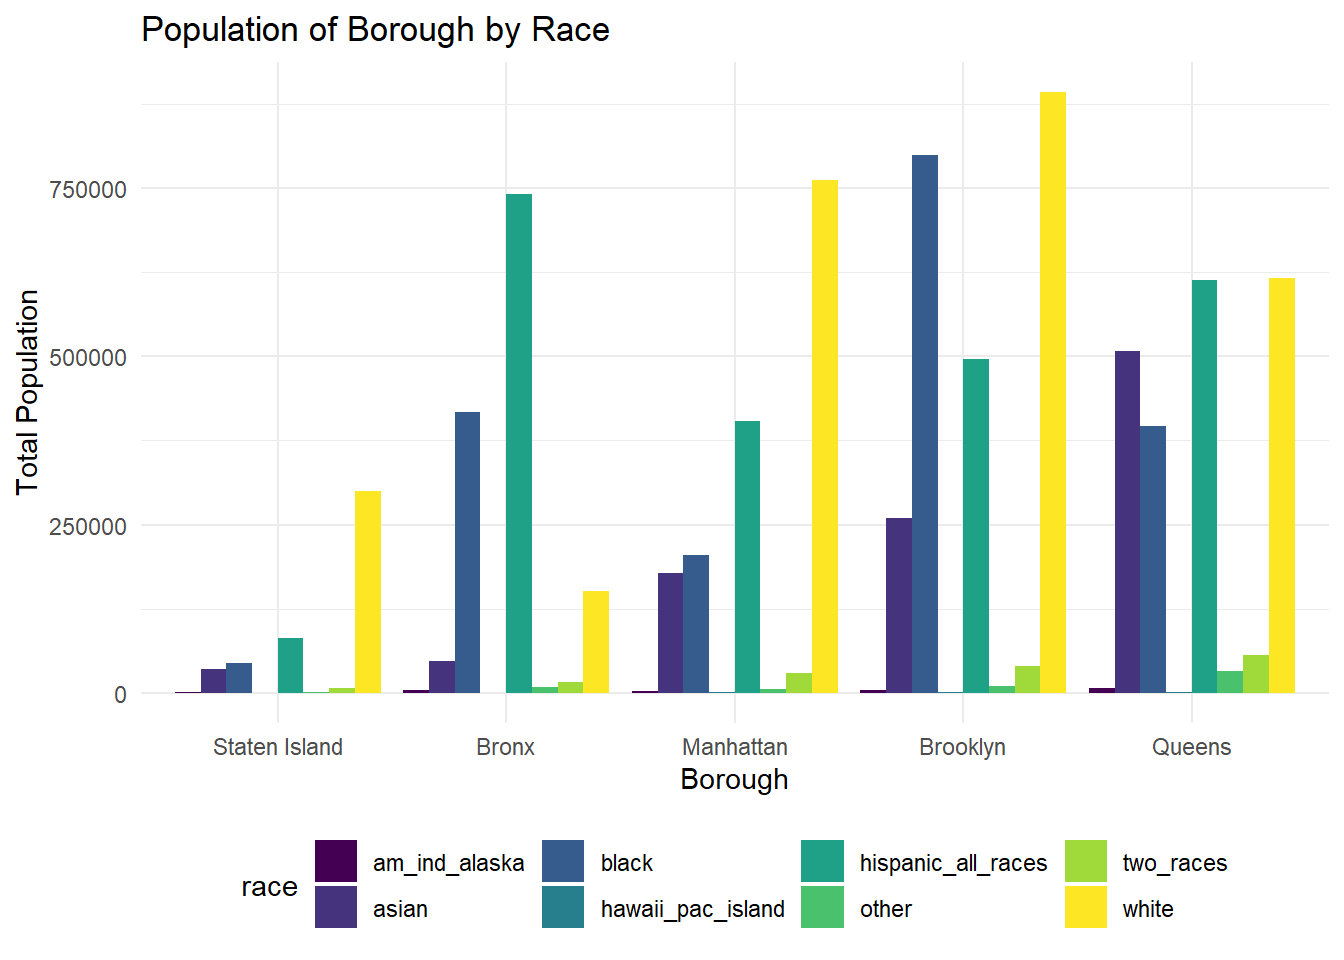 Population of Borough by Race
Total Population
750000
500000
250000
0
Staten Island Bronx Manhattan Brooklyn Queens
Borough
race
am_ind_alaska black hispanic_all_races two_races
asian hawaii_pac_island other white